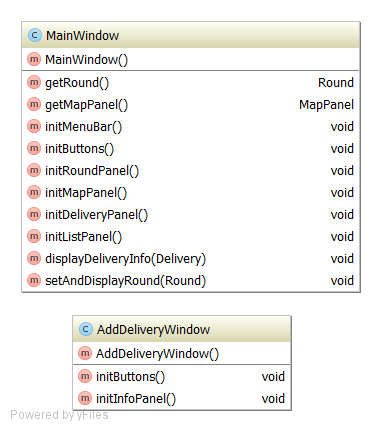 C MainWindow
m MainWindow()
m getRound() Round
m getMapPanel() MapPanel
m initMenuBar() void
m initButtons() void
m initRoundPanel() void
m initMapPanel() void
m initDeliveryPanel() void
m initListPanel() void
m displayDeliveryInfo(Delivery) void
m setAndDisplayRound(Round) void
C AddDeliveryWindow
m AddDeliveryWindow()
m initButtons() void
m initInfoPanel() void
Powered by yFiles